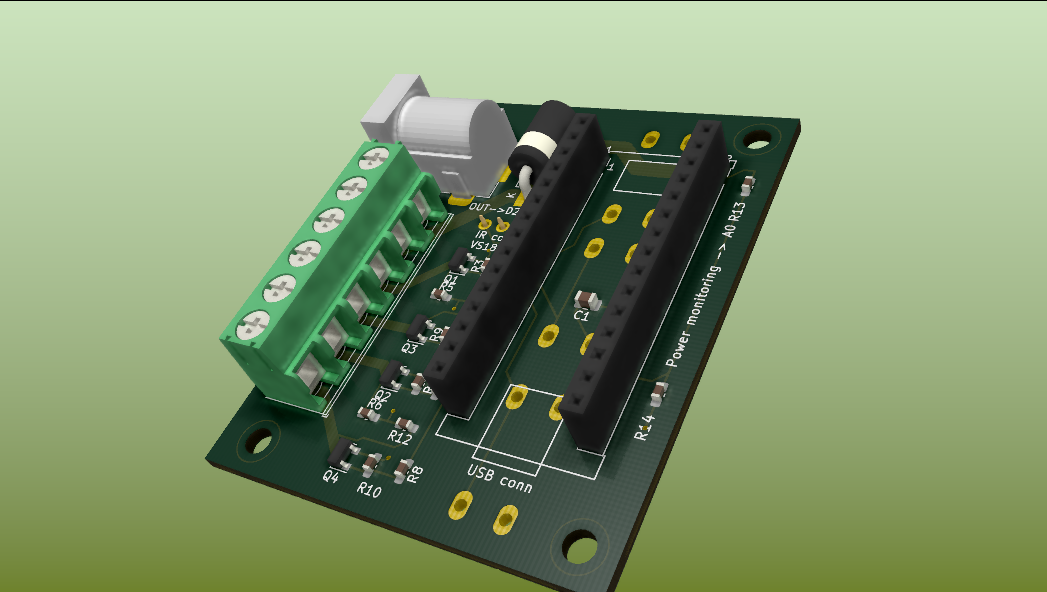 OUT->D2
IR
VS18
Q1
Q3
Q2
R6
R12
Q4
R10
R8
C1
USB conn
R13
Power monitoring -> A0
R14